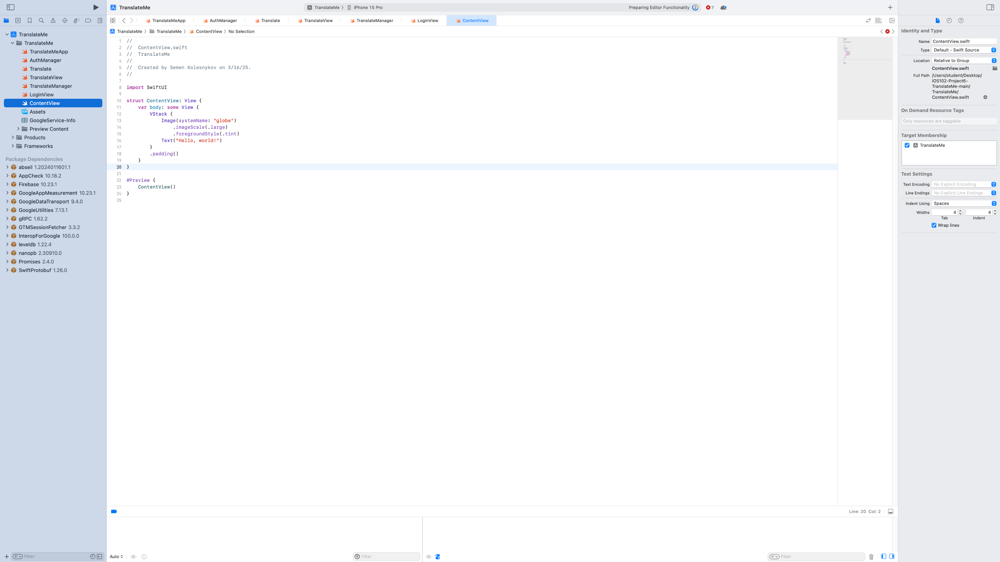 TranslateMe
TranslateMe
iPhone 15 Pro
Preparing Editor Functionality
2
7
TranslateMeApp
AuthManager
Translate
TranslateView
TranslateManager
LoginView
ContentView
TranslateMe
TranslateMe
ContentView
No Selection
TranslateMe
TranslateMe
TranslateMeApp
AuthManager
Translate
TranslateView
TranslateManager
LoginView
ContentView
Assets
GoogleService-Info
Preview Content
Products
Frameworks
Package Dependencies
abseil 1.2024011601.1
AppCheck 10.18.2
Firebase 10.23.1
GoogleAppMeasurement 10.23.1
GoogleDataTransport 9.4.0
GoogleUtilities 7.13.1
gRPC 1.62.2
GTMSessionFetcher 3.3.2
InteropForGoogle 100.0.0
leveldb 1.22.4
nanopb 2.30910.0
Promises 2.4.0
SwiftProtobuf 1.26.0
Filter
1 //
2 //  ContentView.swift
3 //  TranslateMe
4 //
5 //  Created by Semen Kolesnykov on 3/16/25.
6 //
7
8 import SwiftUI
9
10 struct ContentView: View {
11     var body: some View {
12         VStack {
13             Image(systemName: "globe")
14                 .imageScale(.large)
15                 .foregroundStyle(.tint)
16             Text("Hello, world!")
17         }
18         .padding()
19     }
20 }
21
22 #Preview {
23     ContentView()
24 }
25
Line: 20 Col: 2
Auto
Filter
Filter
Identity and Type
Name ContentView.swift
Type Default - Swift Source
Location Relative to Group
ContentView.swift
Full Path /Users/student/Desktop/
iOS102-Project6-
TranslateMe-main/
TranslateMe/
ContentView.swift
On Demand Resource Tags
Only resources are taggable
Target Membership
TranslateMe
Text Settings
Text Encoding No Explicit Encoding
Line Endings No Explicit Line Endings
Indent Using Spaces
Widths 4 4
Tab Indent
Wrap lines